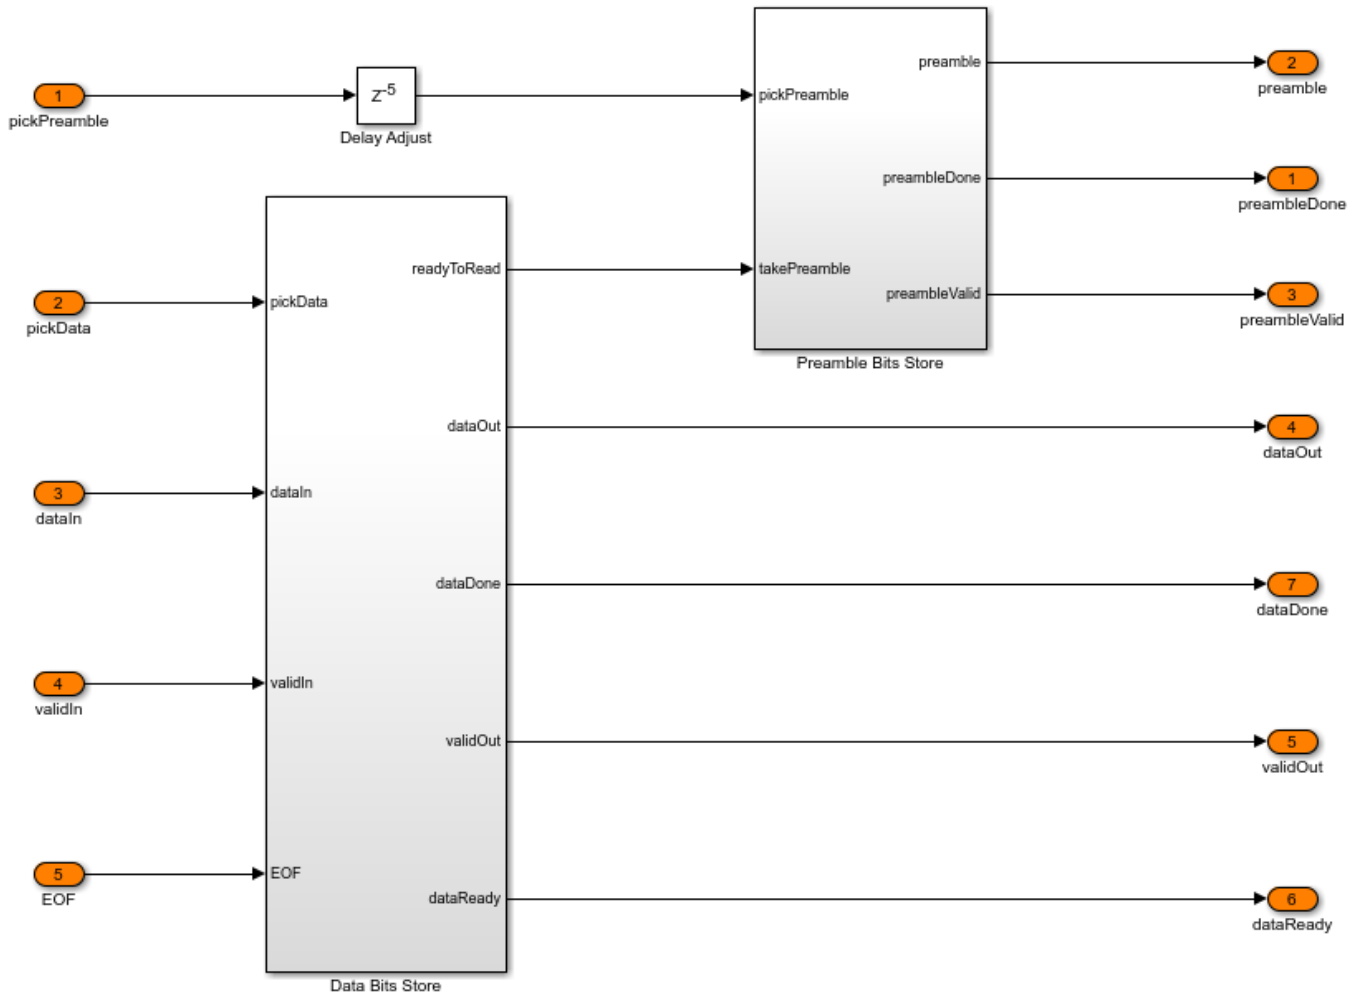 preamble
2
preamble
1
pickPreamble
Z-5
Delay Adjust
pickPreamble
preambleDone
1
preambleDone
readyToRead
takePreamble
preambleValid
3
preambleValid
Preamble Bits Store
2
pickData
pickData
dataOut
4
dataOut
3
dataIn
dataIn
dataDone
7
dataDone
4
validIn
validIn
validOut
5
validOut
5
EOF
EOF
dataReady
6
dataReady
Data Bits Store